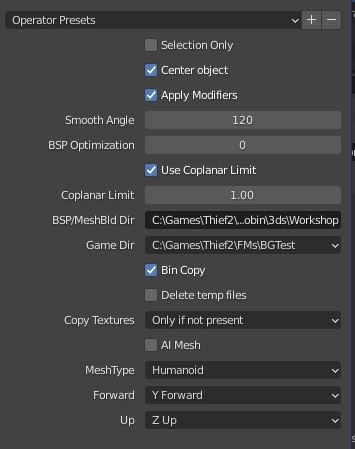 Operator Presets
Selection Only
Center object
Apply Modifiers
Smooth Angle 120
BSP Optimization 0
Use Coplanar Limit
Coplanar Limit 1.00
BSP/MeshBld Dir C:\Games\Thief2\...obin\3ds\Workshop
Game Dir C:\Games\Thief2\FMs\BGTest
Bin Copy
Delete temp files
Copy Textures Only if not present
AI Mesh
MeshType Humanoid
Forward Y Forward
Up Z Up